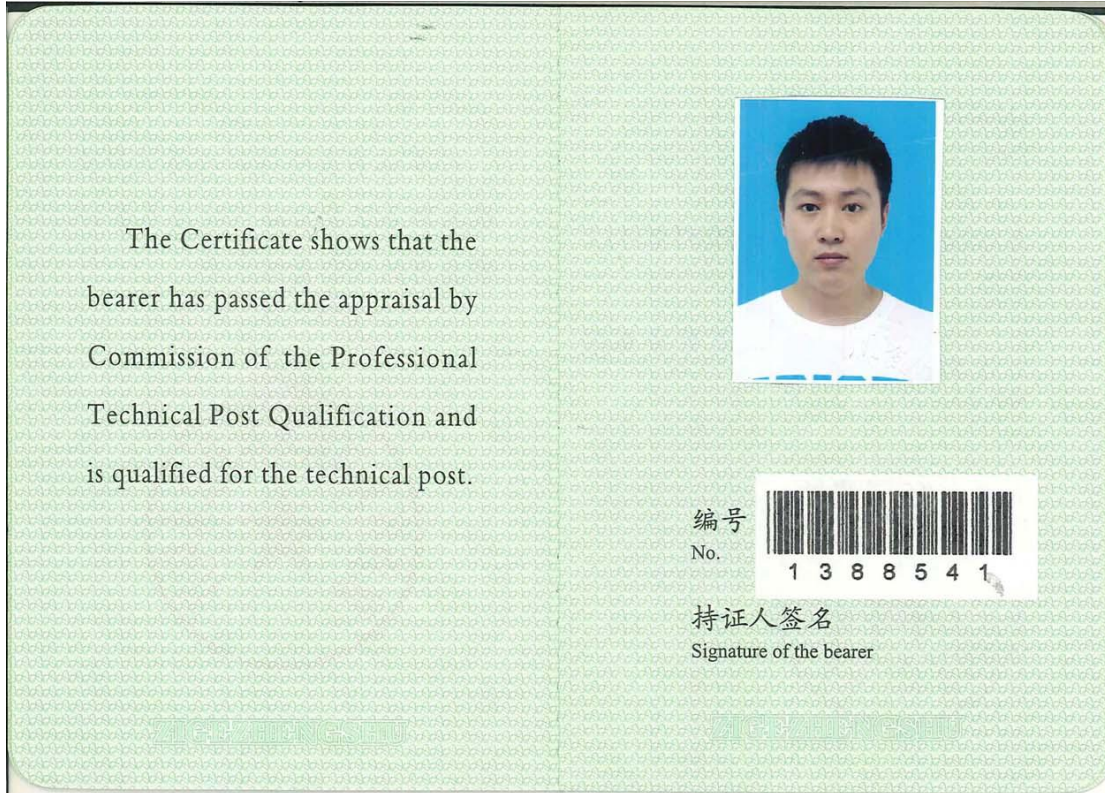 The Certificate shows that the
bearer has passed the appraisal by
Commission of the Professional
Technical Post Qualification and
is qualified for the technical post.
ZIGEZHENGSHU
编号
No.
1388541
持证人签名
Signature of the bearer
ZIGEZHENGSHU